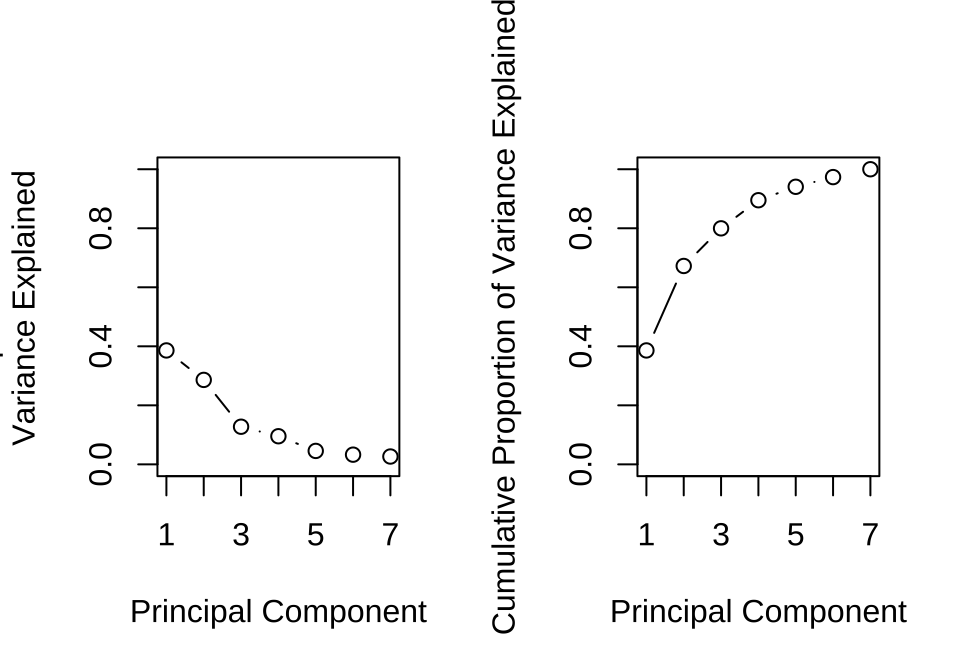 Variance Explained
0.8
0.4
0.0
1 3 5 7
Principal Component
Cumulative Proportion of Variance Explained
0.8
0.4
0.0
1 3 5 7
Principal Component